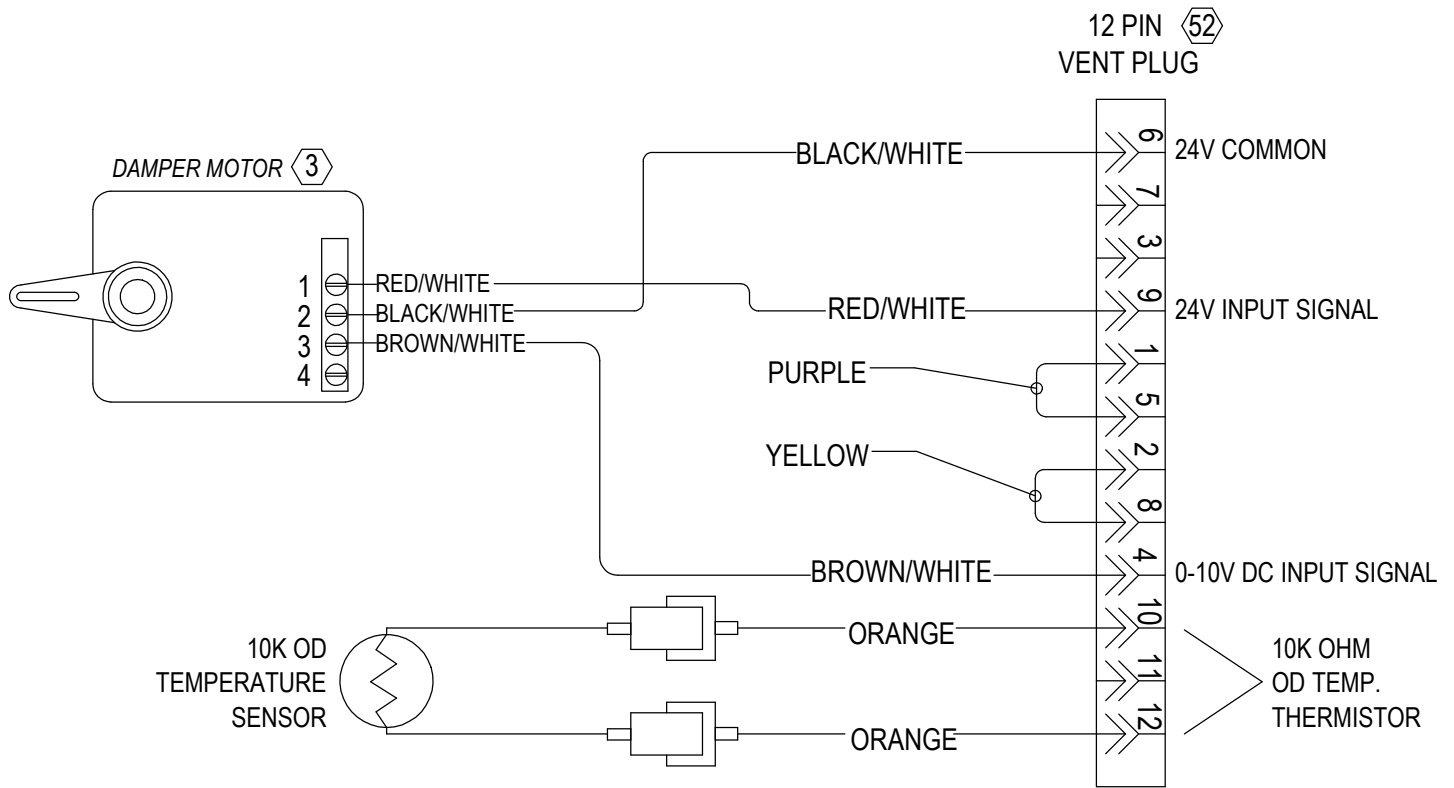 12 PIN 52
VENT PLUG
DAMPER MOTOR 3
1 RED/WHITE
2 BLACK/WHITE
3 BROWN/WHITE
4
BLACK/WHITE 6 24V COMMON
7
3
RED/WHITE 9 24V INPUT SIGNAL
PURPLE 1
5
YELLOW 2
8
BROWN/WHITE 4 0-10V DC INPUT SIGNAL
ORANGE 10
11
ORANGE 12
10K OD
TEMPERATURE
SENSOR
10K OHM
OD TEMP.
THERMISTOR